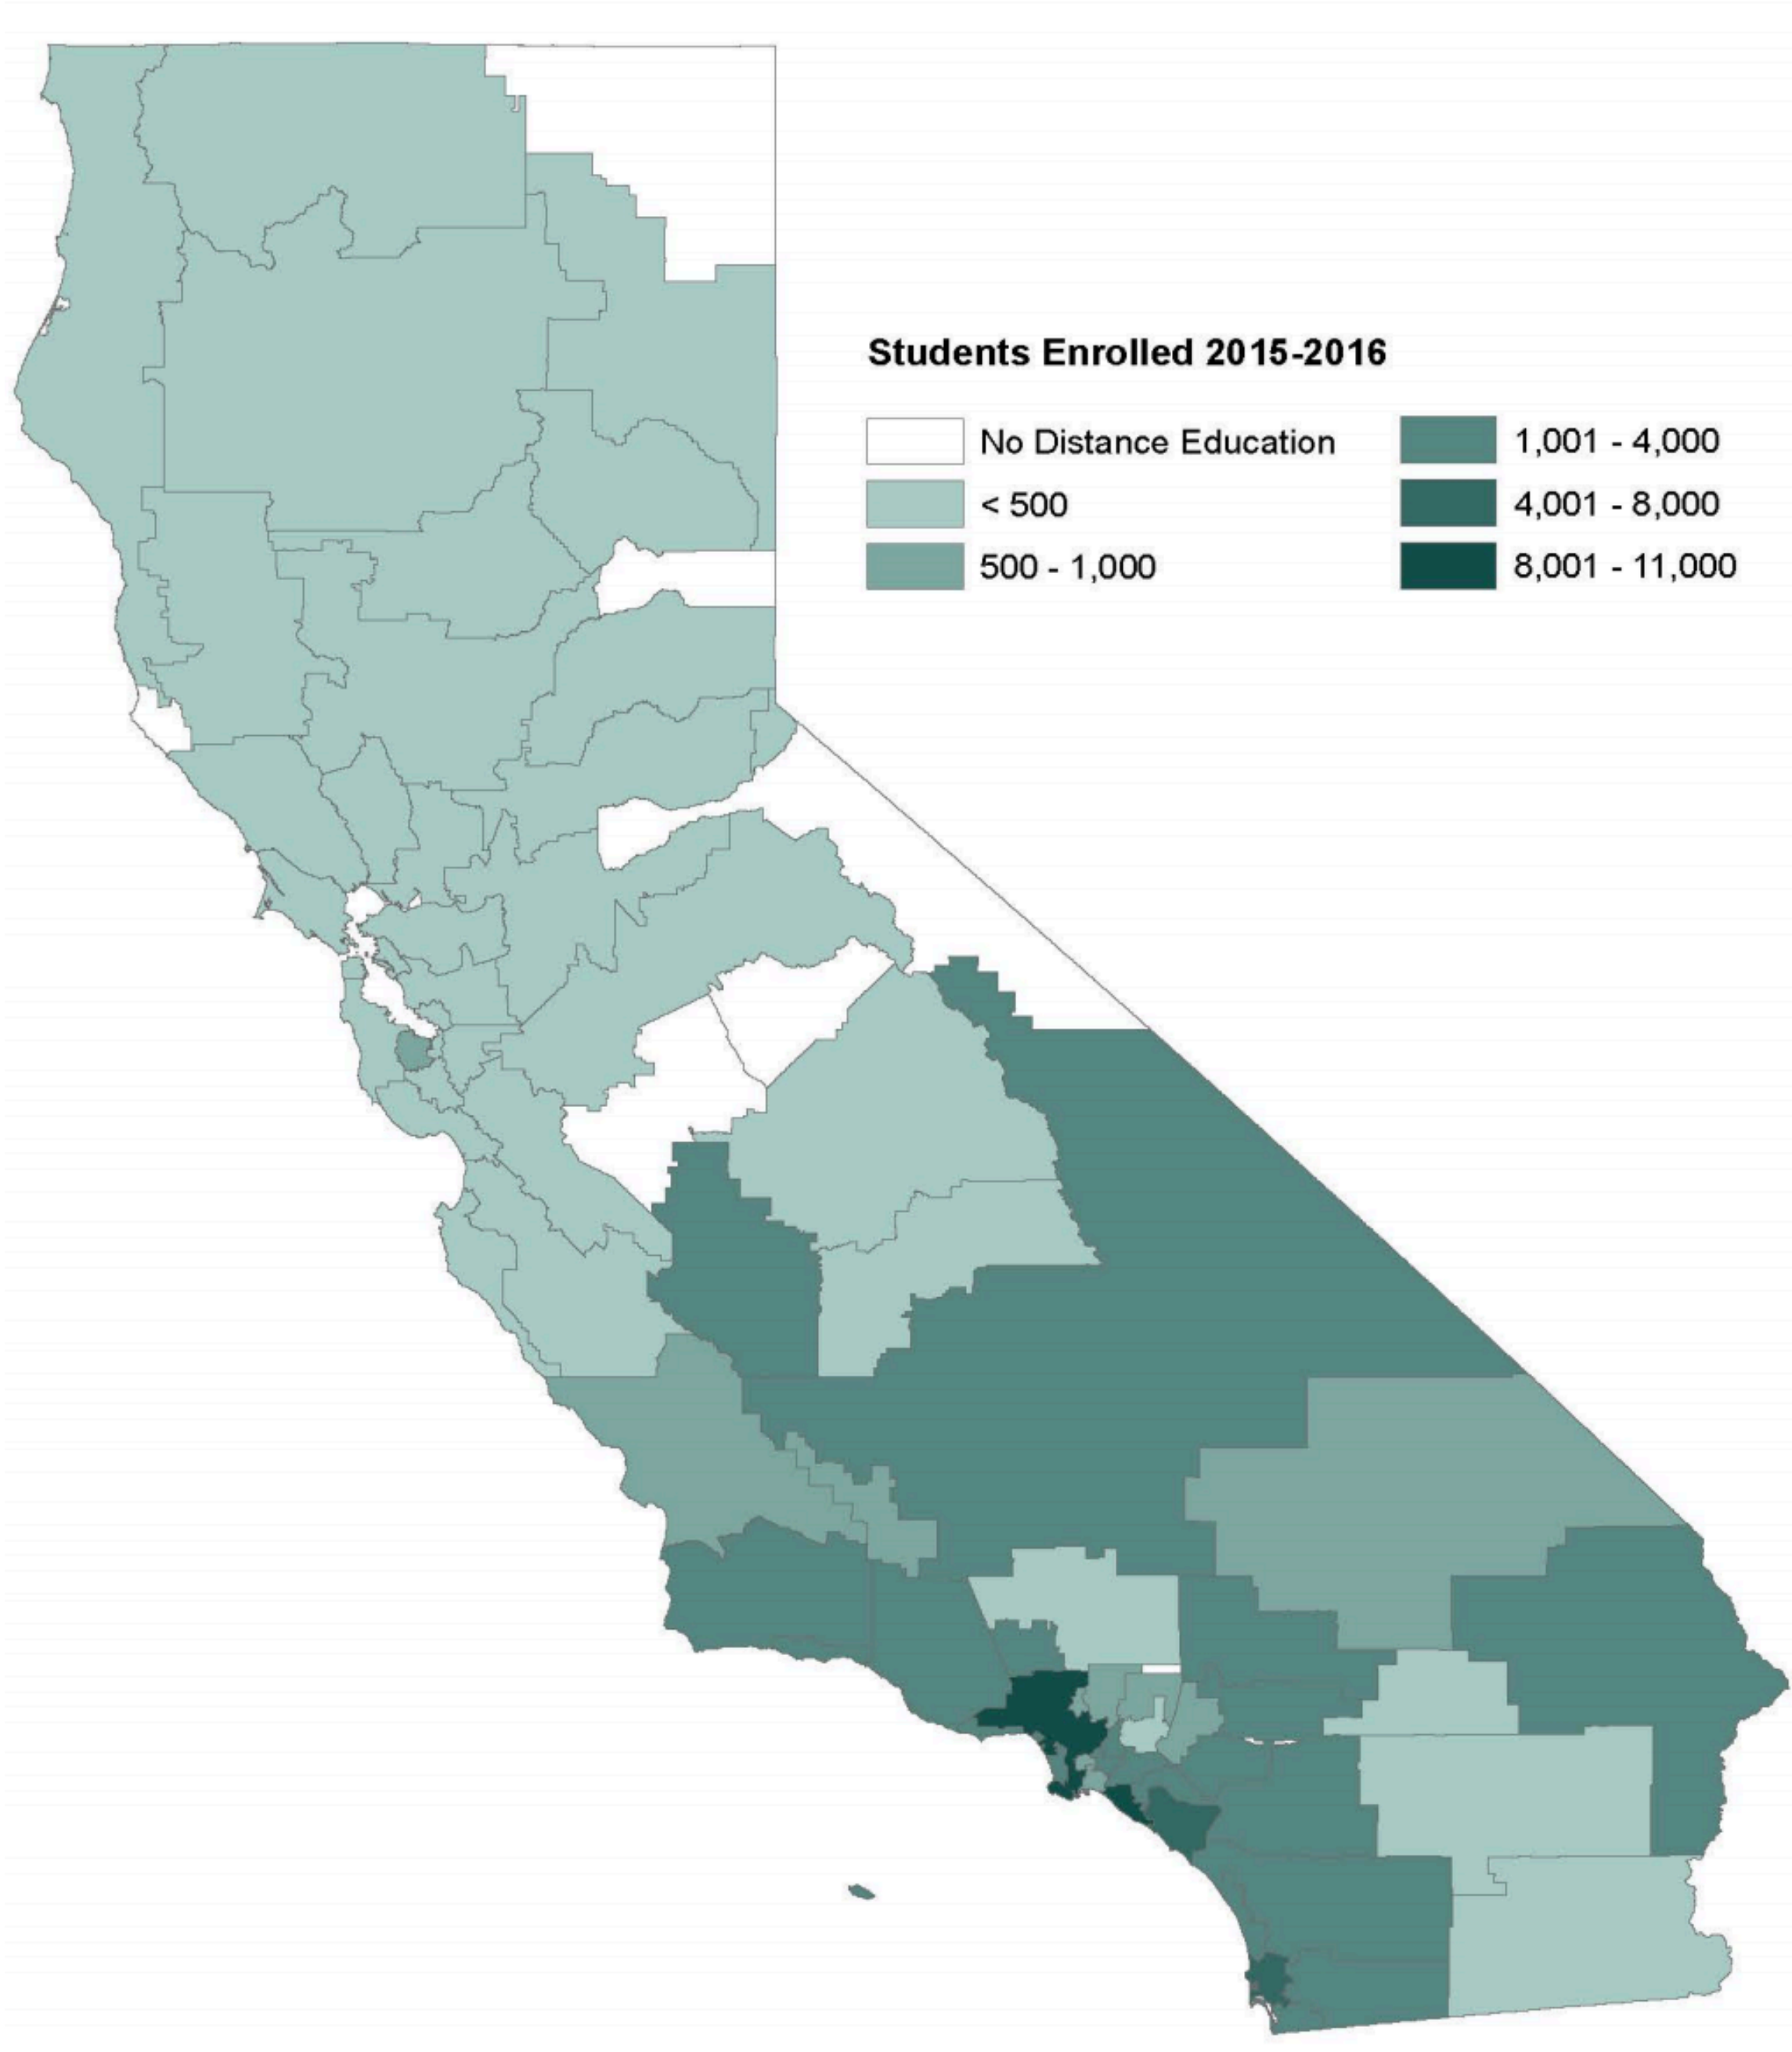 Students Enrolled 2015-2016
No Distance Education
< 500
500 - 1,000
1,001 - 4,000
4,001 - 8,000
8,001 - 11,000